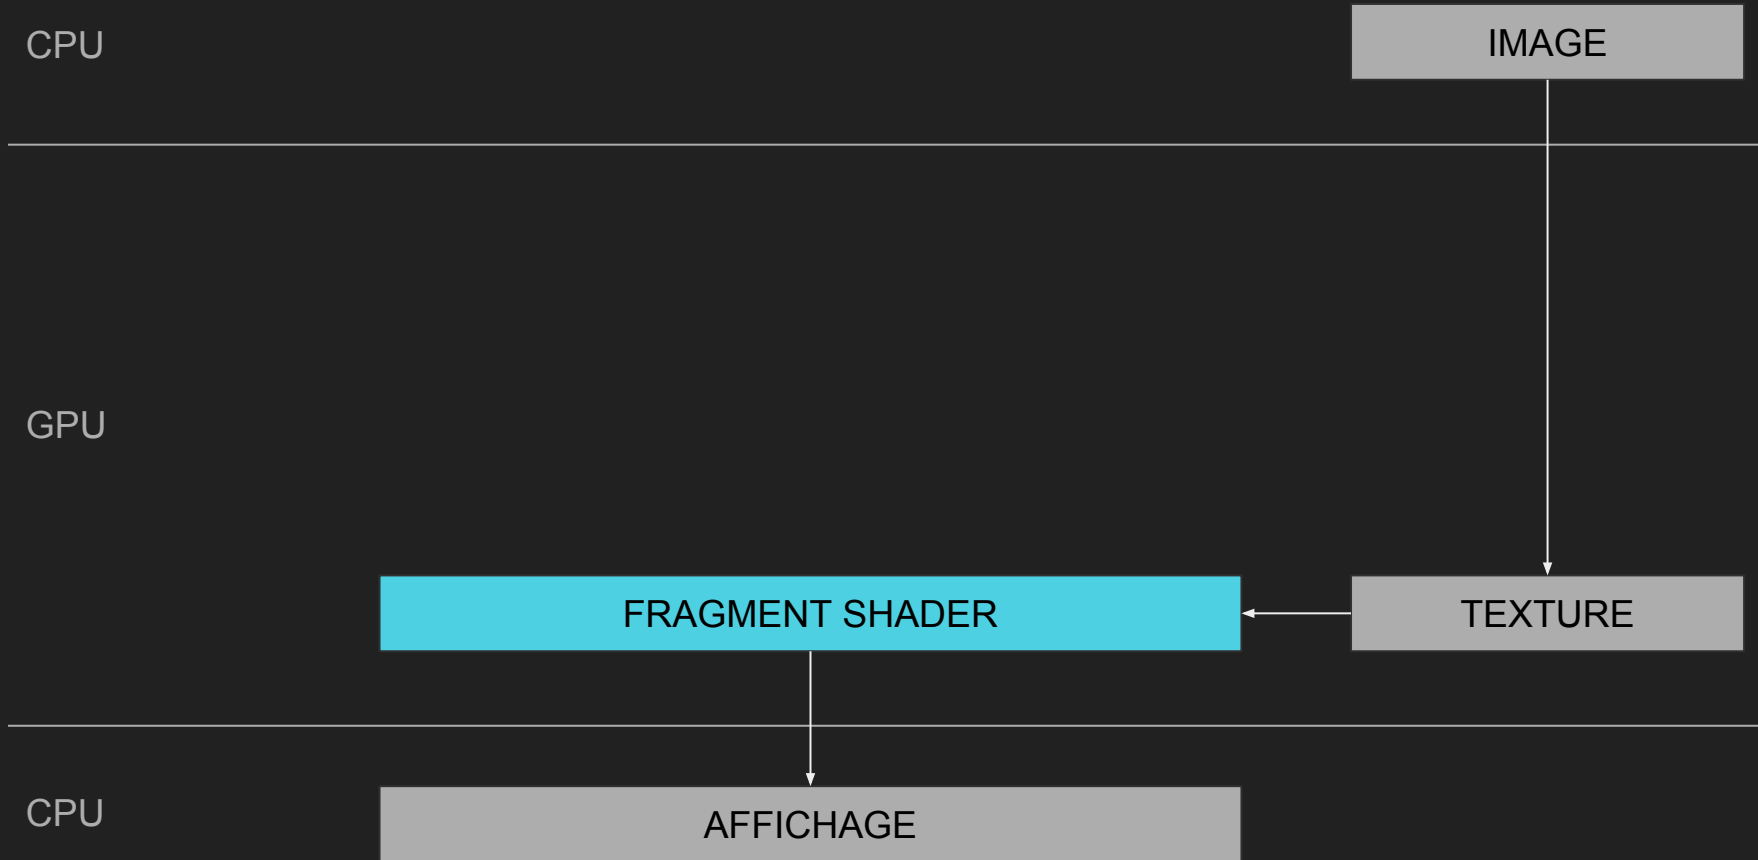 CPU
IMAGE
GPU
FRAGMENT SHADER
TEXTURE
CPU
AFFICHAGE